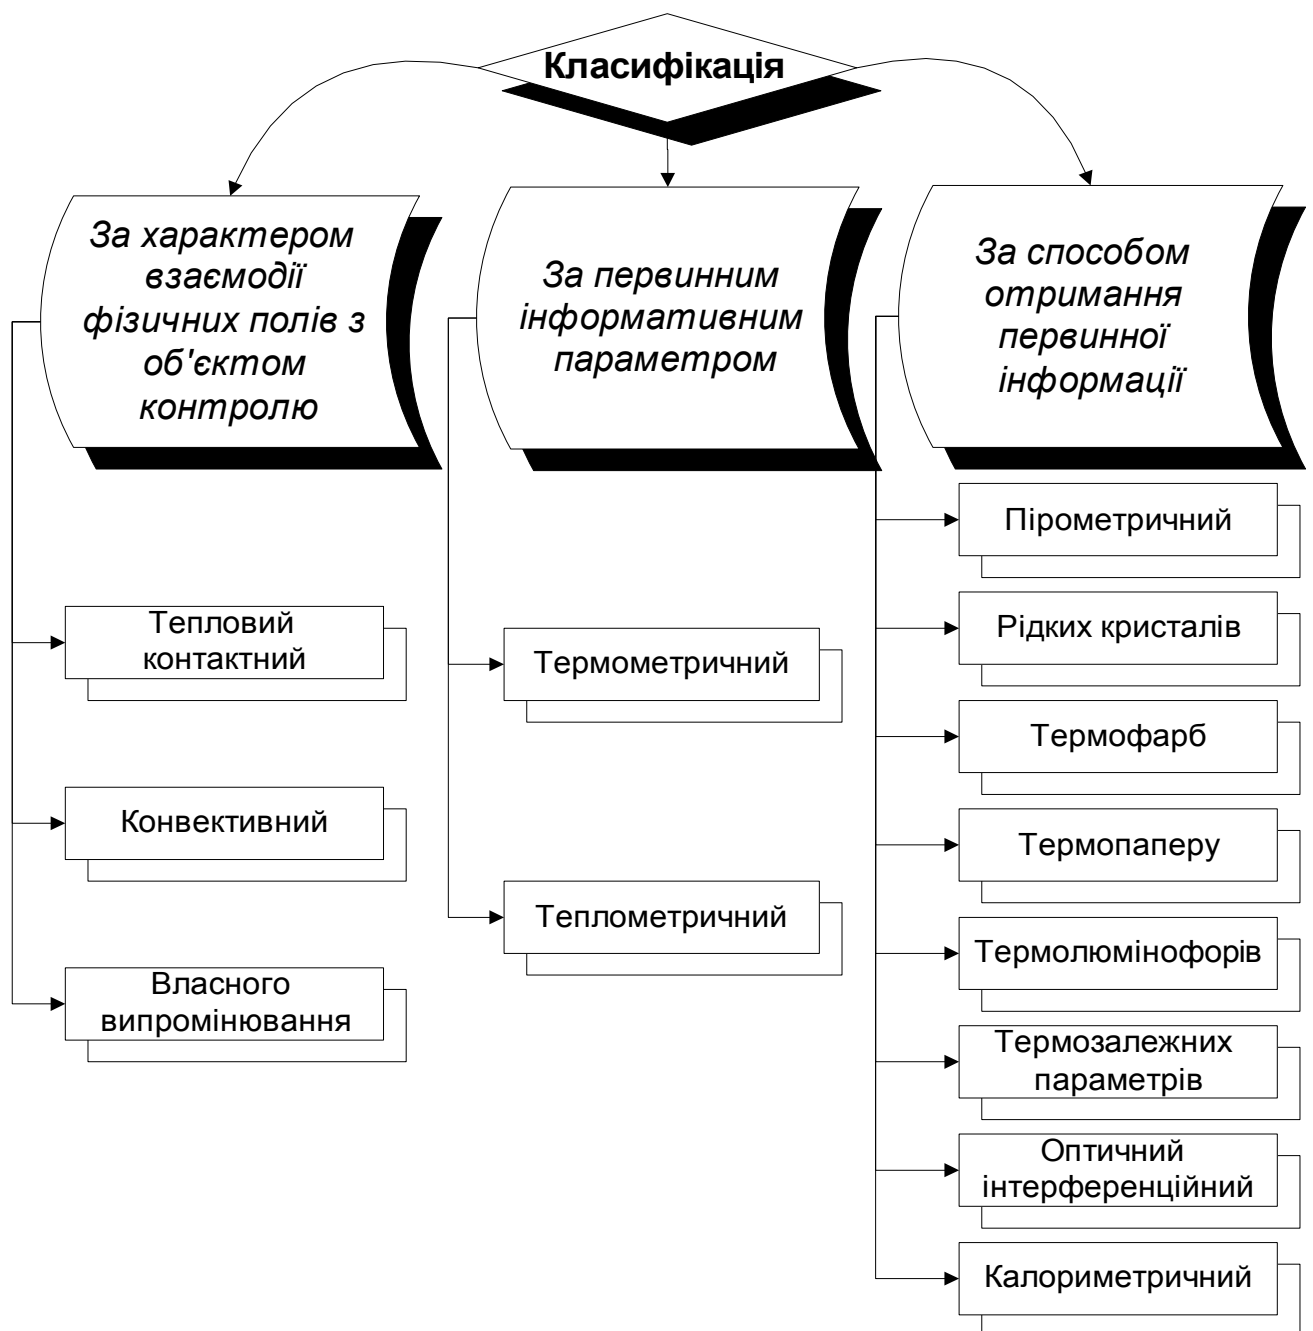 Класифікація
За характером
взаємодії
фізичних полів з
об'єктом
контролю
За первинним
інформативним
параметром
За способом
отримання
первинної
інформації
Тепловий
контактний
Конвективний
Власного
випромінювання
Термометричний
Теплометричний
Пірометричний
Рідких кристалів
Термофарб
Термопаперу
Термолюмінофорів
Термозалежних
параметрів
Оптичний
інтерференційний
Калориметричний